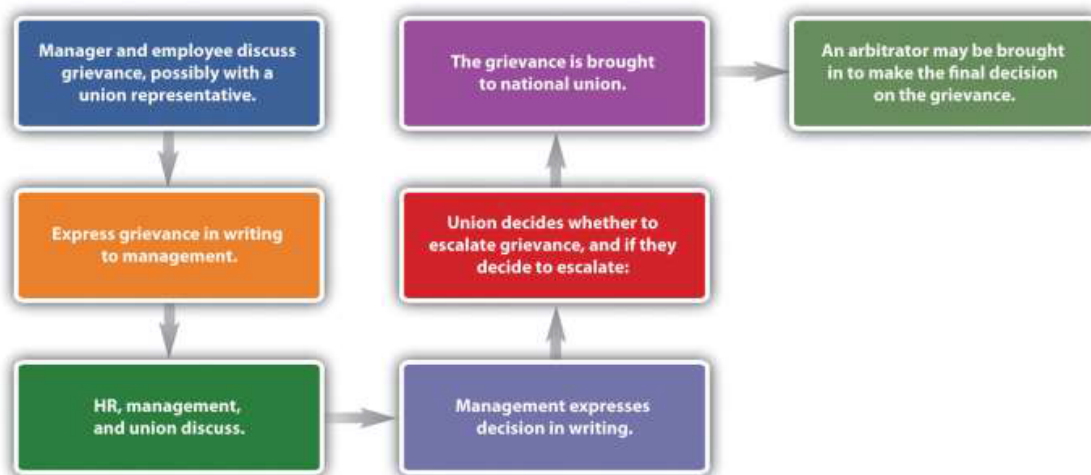 Manager and employee discuss
grievance, possibly with a
union representative.
Express grievance in writing
to management.
HR, management,
and union discuss.
Management expresses
decision in writing.
Union decides whether to
escalate grievance, and if they
decide to escalate:
The grievance is brought
to national union.
An arbitrator may be brought
in to make the final decision
on the grievance.